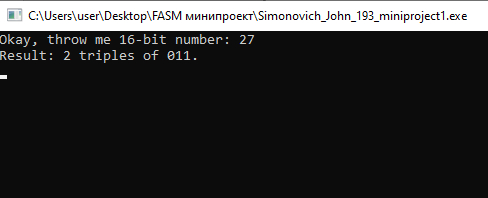 C:\Users\user\Desktop\FASM минипроект\Simonovich_John_193_miniproject1.exe
Okay, throw me 16-bit number: 27
Result: 2 triples of 011.